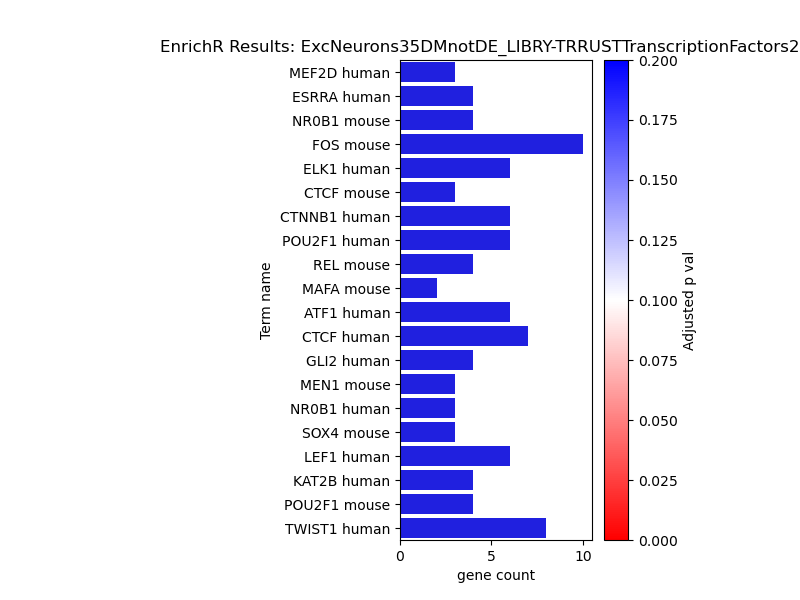 EnrichR Results: ExcNeurons35DMnotDE_LIBRY-TRRUSTTranscriptionFactors2
MEF2D human
ESRRA human
NR0B1 mouse
FOS mouse
ELK1 human
CTCF mouse
CTNNB1 human
POU2F1 human
REL mouse
MAFA mouse
ATF1 human
CTCF human
GLI2 human
MEN1 mouse
NR0B1 human
SOX4 mouse
LEF1 human
KAT2B human
POU2F1 mouse
TWIST1 human
Term name
0 5 10
gene count
0.200
0.175
0.150
0.125
0.100
0.075
0.050
0.025
0.000
Adjusted p val